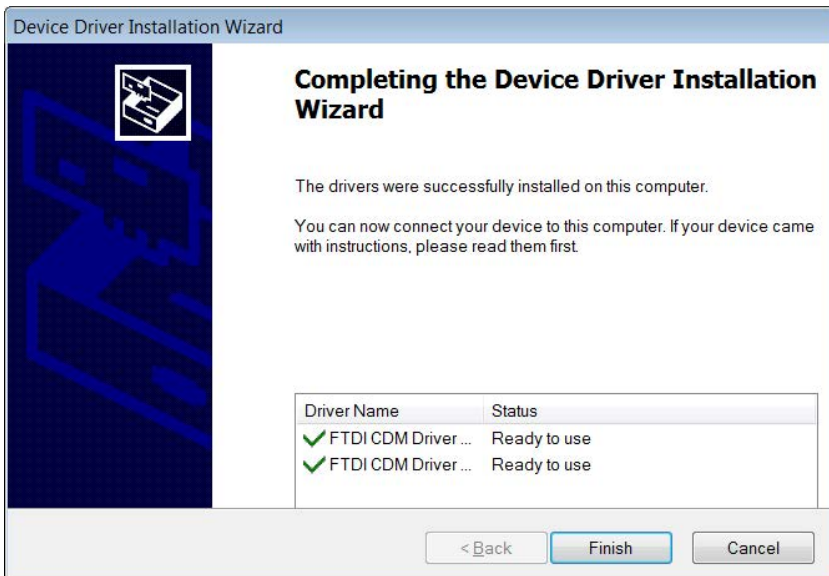 Device Driver Installation Wizard
Completing the Device Driver Installation
Wizard
The drivers were successfully installed on this computer.
You can now connect your device to this computer. If your device came
with instructions, please read them first.
Driver Name Status
FTDI CDM Driver ... Ready to use
FTDI CDM Driver ... Ready to use
< Back Finish Cancel